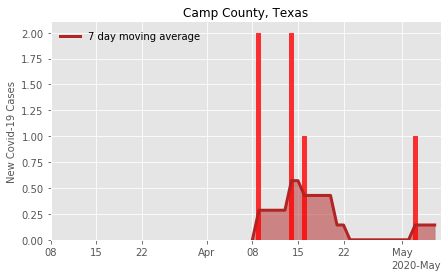 Camp County, Texas
7 day moving average
New Covid-19 Cases
2.00
1.75
1.50
1.25
1.00
0.75
0.50
0.25
0.00
08 15 22 Apr 08 15 22 May
2020-May